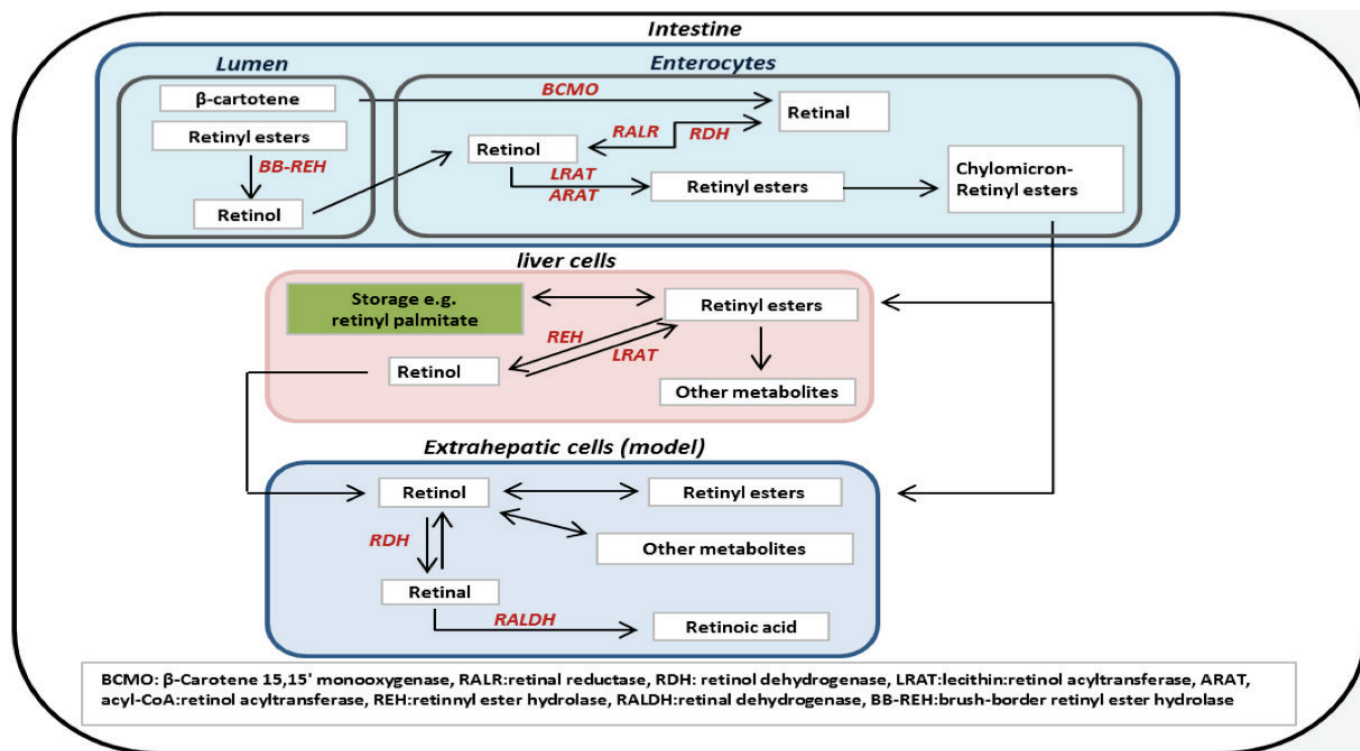 Intestine
Lumen
Enterocytes
β-cartotene
BCMO
Retinal
Retinyl esters
RALR
RDH
BB-REH
Retinol
LRAT
ARAT
Retinyl esters
Chylomicron-
Retinyl esters
Retinol
liver cells
Storage e.g.
retinyl palmitate
Retinyl esters
REH
LRAT
Retinol
Other metabolites
Extrahepatic cells (model)
Retinol
Retinyl esters
RDH
Other metabolites
Retinal
RALDH
Retinoic acid
BCMO: β-Carotene 15,15' monooxygenase, RALR:retinal reductase, RDH: retinol dehydrogenase, LRAT:lecithin:retinol acyltransferase, ARAT,
acyl-CoA:retinol acyltransferase, REH:retinnyl ester hydrolase, RALDH:retinal dehydrogenase, BB-REH:brush-border retinyl ester hydrolase